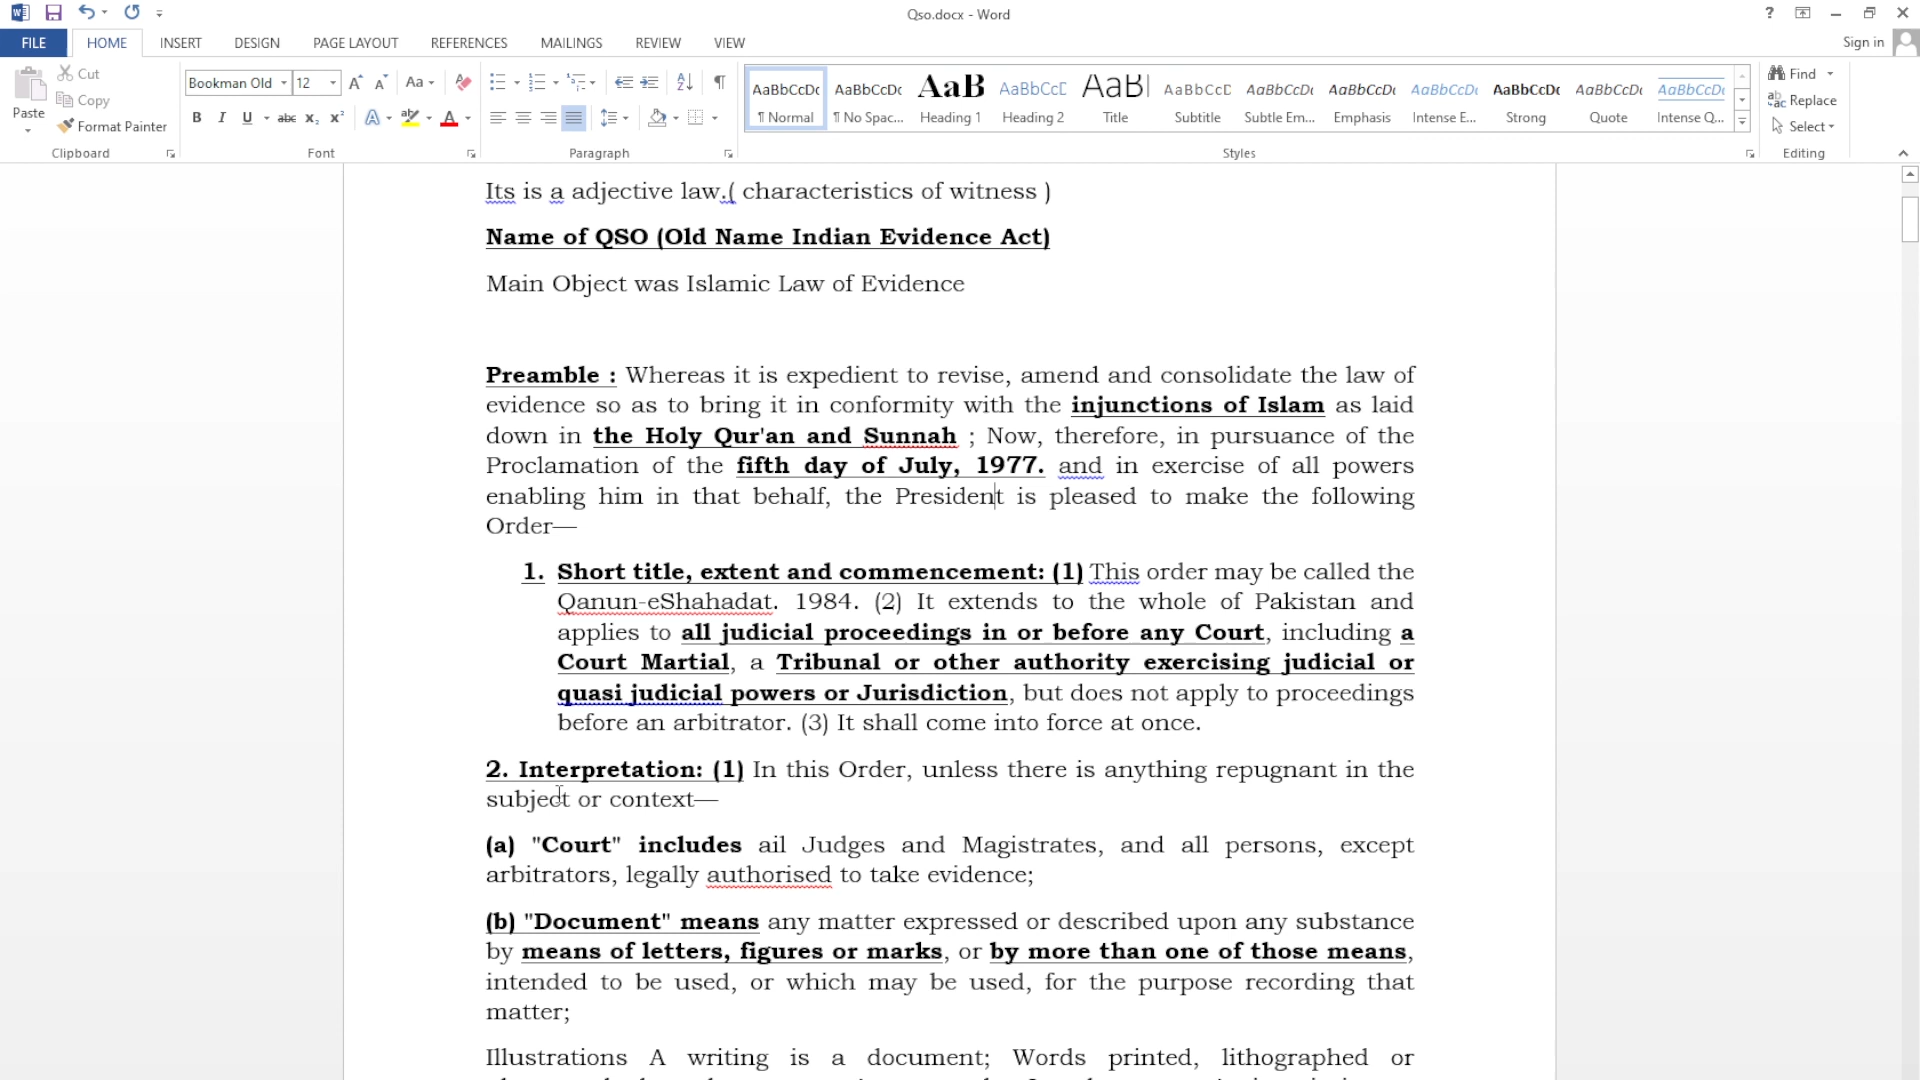 Qso.docx - Word
?
FILE HOME INSERT DESIGN PAGE LAYOUT REFERENCES MAILINGS REVIEW VIEW Sign in
Paste Cut Copy Format Painter
Clipboard
Bookman Old 12 Aa
B I U abc x₂ x² A ab A
Font
Paragraph
AaBbCcDc AaBbCcDc AaB AaBbCcC AaB AaBbCcD AaBbCcDc AaBbCcDc AaBbCcDc AaBbCcDc AaBbCcDc AaBbCcDc
¶ Normal ¶ No Spac... Heading 1 Heading 2 Title Subtitle Subtle Em... Emphasis Intense E... Strong Quote Intense Q...
Styles
Find
Replace
Select
Editing
Its is a adjective law.( characteristics of witness )
Name of QSO (Old Name Indian Evidence Act)
Main Object was Islamic Law of Evidence
Preamble : Whereas it is expedient to revise, amend and consolidate the law of
evidence so as to bring it in conformity with the injunctions of Islam as laid
down in the Holy Qur'an and Sunnah ; Now, therefore, in pursuance of the
Proclamation of the fifth day of July, 1977. and in exercise of all powers
enabling him in that behalf, the President is pleased to make the following
Order—
1. Short title, extent and commencement: (1) This order may be called the
Qanun-eShahadat. 1984. (2) It extends to the whole of Pakistan and
applies to all judicial proceedings in or before any Court, including a
Court Martial, a Tribunal or other authority exercising judicial or
quasi judicial powers or Jurisdiction, but does not apply to proceedings
before an arbitrator. (3) It shall come into force at once.
2. Interpretation: (1) In this Order, unless there is anything repugnant in the
subject or context—
(a) "Court" includes ail Judges and Magistrates, and all persons, except
arbitrators, legally authorised to take evidence;
(b) "Document" means any matter expressed or described upon any substance
by means of letters, figures or marks, or by more than one of those means,
intended to be used, or which may be used, for the purpose recording that
matter;
Illustrations A writing is a document; Words printed, lithographed or